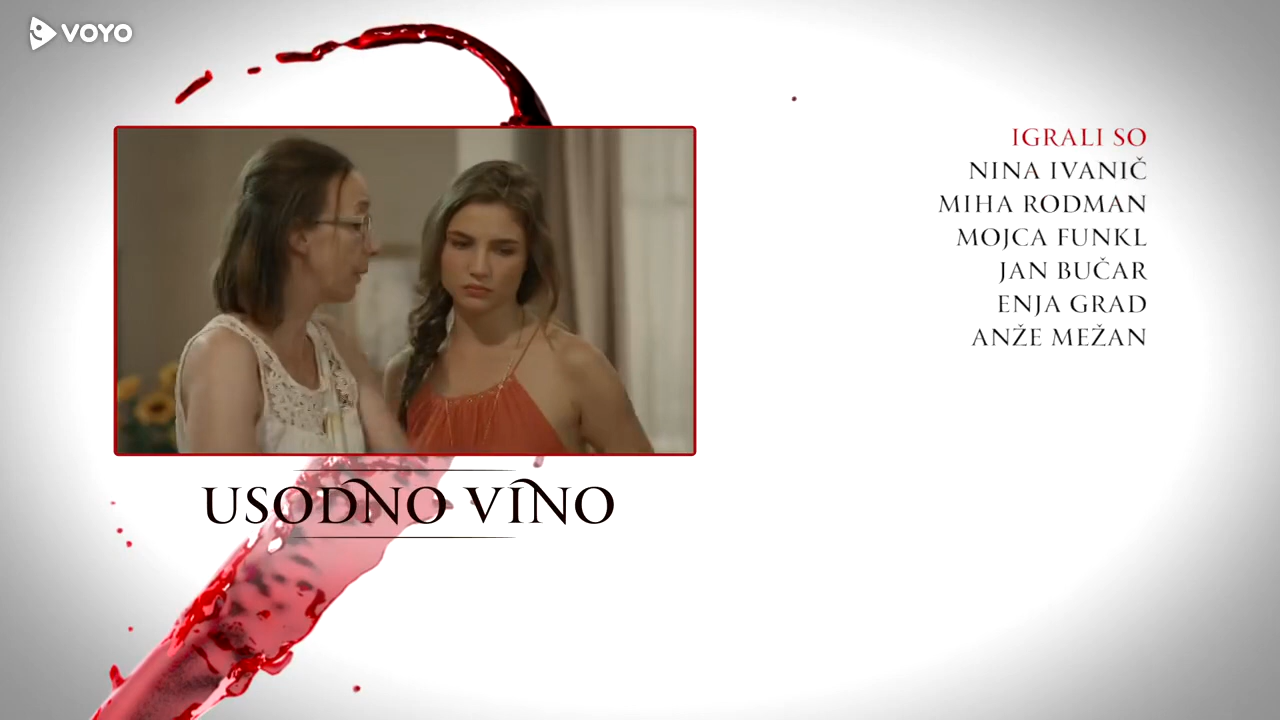 VOYO
IGRALI SO
NINA IVANIČ
MIHA RODMAN
MOJCA FUNKL
JAN BUČAR
ENJA GRAD
ANŽE MEŽAN
USODNO VINO